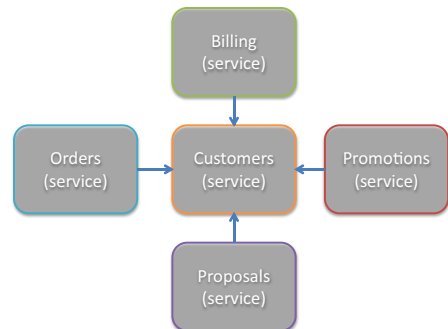 Billing
(service)
Orders
(service)
Customers
(service)
Promotions
(service)
Proposals
(service)